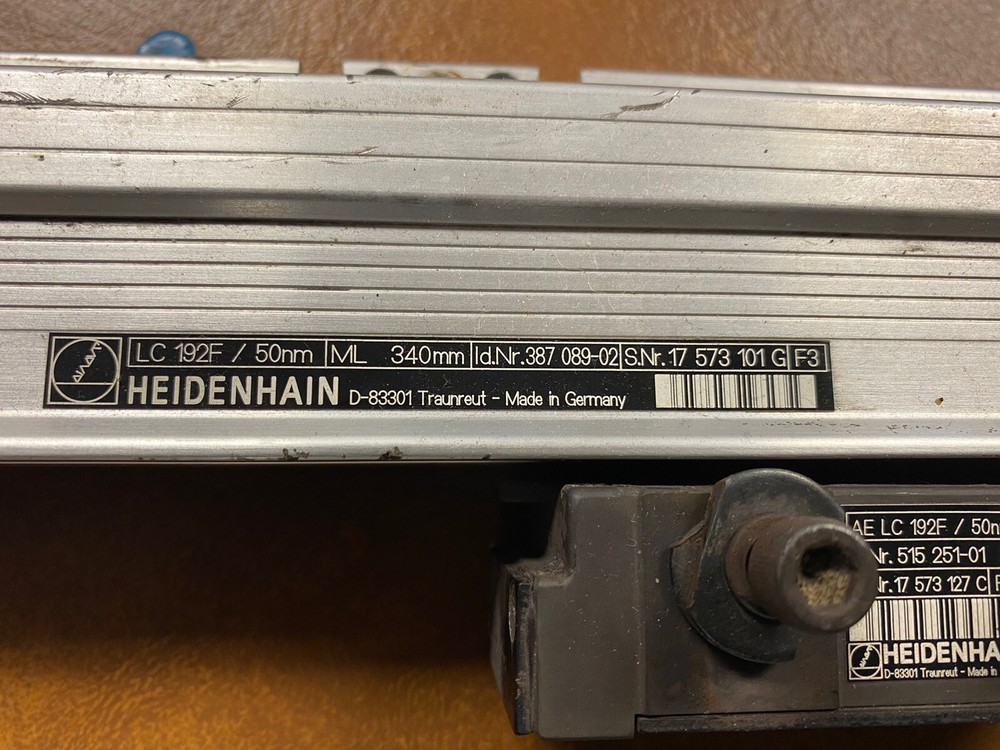 LC 192F / 50nm ML 340mm Id.Nr.387 089-02 S.Nr.17 573 101 G F3
HEIDENHAIN D-83301 Traunreut - Made in Germany
AE LC 192F / 50n
Nr. 515 251-01
Nr.17 573 127 C
HEIDENHA
D-83301 Traunreut - Made in